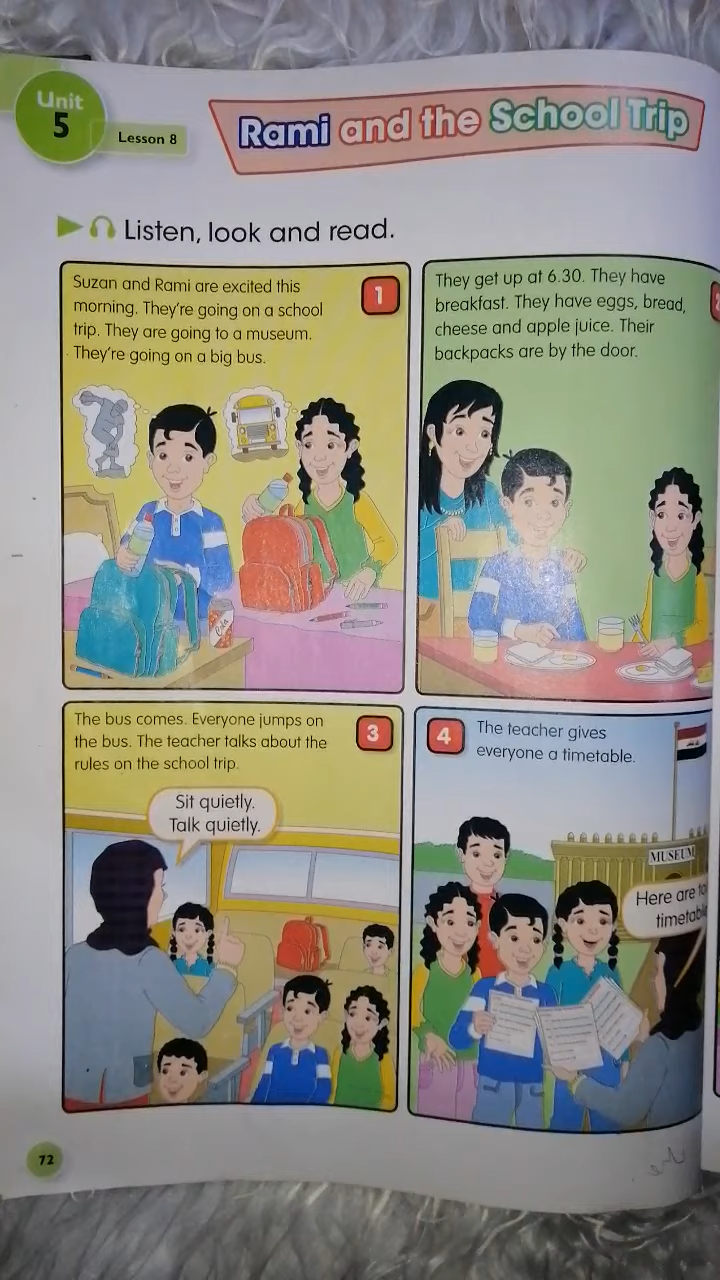 Unit
5
Lesson 8
Rami and the School Trip
Listen, look and read.
Suzan and Rami are excited this
morning. They're going on a school
trip. They are going to a museum.
They're going on a big bus.
1
They get up at 6.30. They have
breakfast. They have eggs, bread,
cheese and apple juice. Their
backpacks are by the door.
The bus comes. Everyone jumps on
the bus. The teacher talks about the
rules on the school trip.
3
Sit quietly.
Talk quietly.
4
The teacher gives
everyone a timetable.
MUSEUM
Here are
72